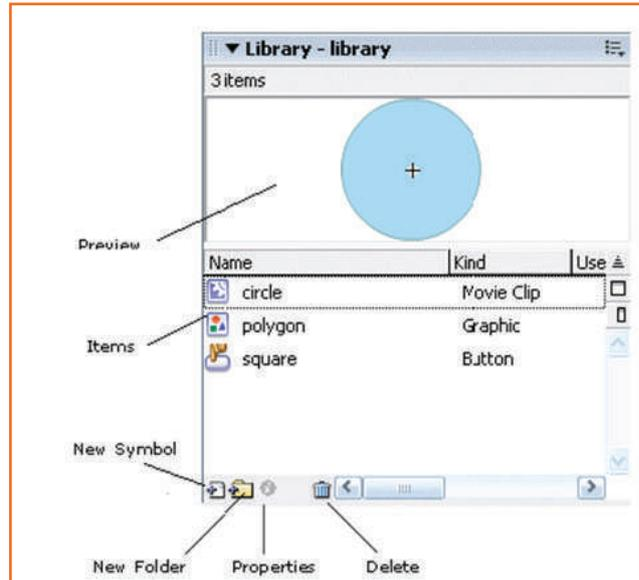 Library - library
3 items
Preview
Name Kind Use
circle Movie Clip
Items
polygon Graphic
square Button
New Symbol
New Folder Properties Delete